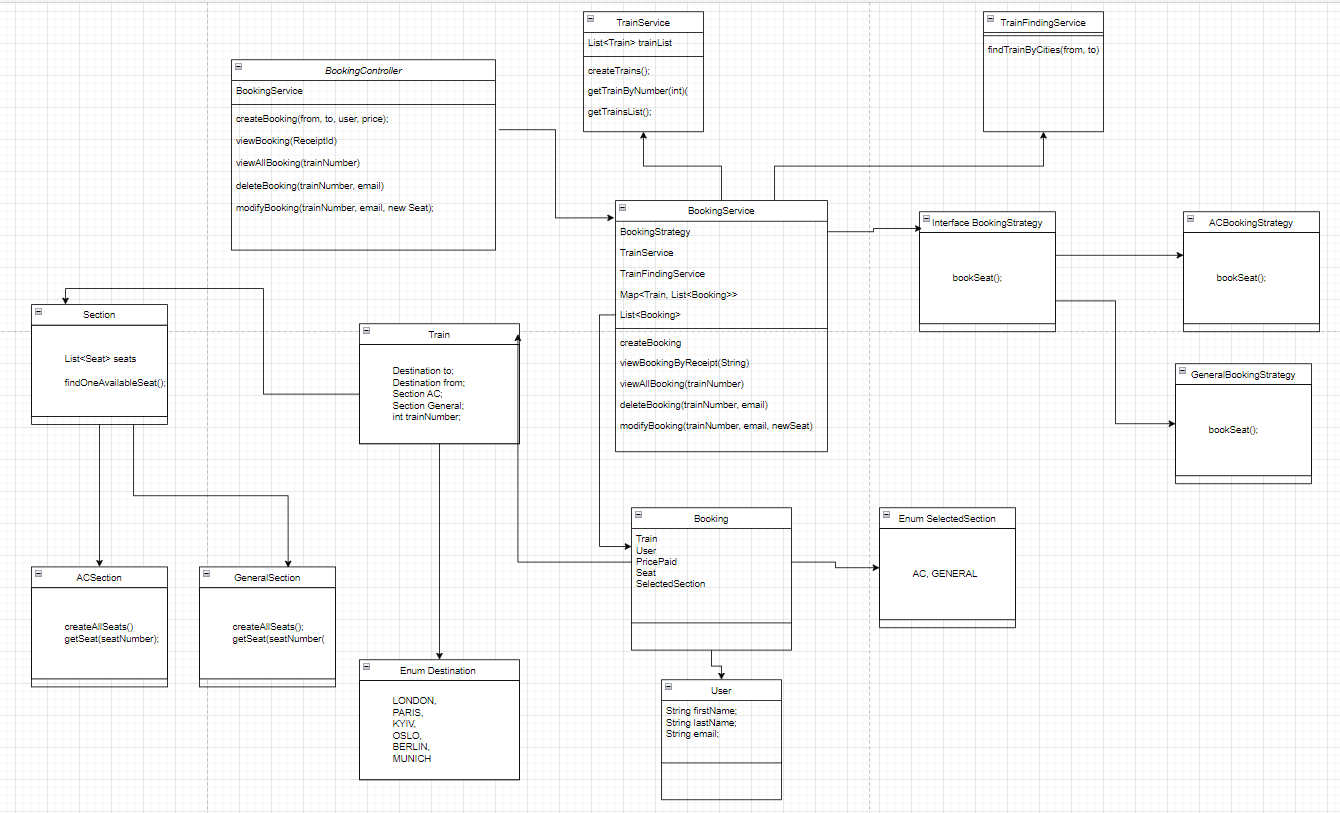 TrainService
List<Train> trainList
createTrains();
getTrainByNumber(int)(
getTrainsList();
TrainFindingService
findTrainByCities(from, to)
BookingController
BookingService
createBooking(from, to, user, price);
viewBooking(ReceiptId)
viewAllBooking(trainNumber)
deleteBooking(trainNumber, email)
modifyBooking(trainNumber, email, new Seat);
BookingService
BookingStrategy
TrainService
TrainFindingService
Map<Train, List<Booking>>
List<Booking>
createBooking
viewBookingByReceipt(String)
viewAllBooking(trainNumber)
deleteBooking(trainNumber, email)
modifyBooking(trainNumber, email, newSeat)
Interface BookingStrategy
bookSeat();
ACBookingStrategy
bookSeat();
GeneralBookingStrategy
bookSeat();
Section
List<Seat> seats
findOneAvailableSeat();
Train
Destination to;
Destination from;
Section AC;
Section General;
int trainNumber;
Booking
Train
User
PricePaid
Seat
SelectedSection
Enum SelectedSection
AC, GENERAL
ACSection
createAllSeats()
getSeat(seatNumber);
GeneralSection
createAllSeats();
getSeat(seatNumber(
Enum Destination
LONDON,
PARIS,
KYIV,
OSLO,
BERLIN,
MUNICH
User
String firstName;
String lastName;
String email;